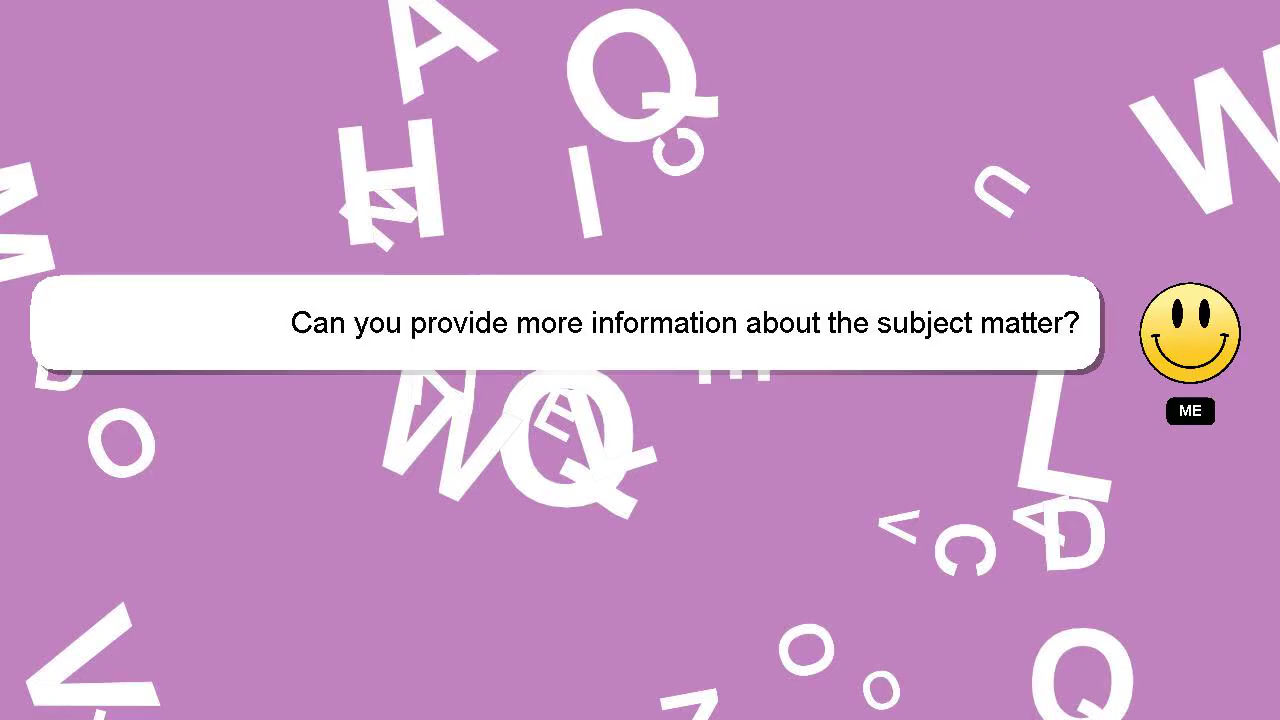 A
Q
W
H
C
I
M
U
M
Can you provide more information about the subject matter?
ME
D
E
L
O
W
Q
E
V
C
A
D
V
O
O
Q